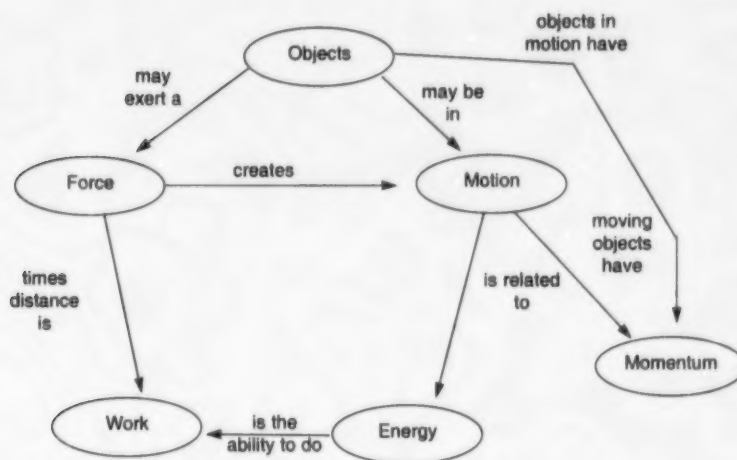 objects in
motion have
Objects
may
exert a
may be
in
Force
creates
Motion
moving
objects
have
times
distance
is
is related
to
Momentum
Work
is the
ability to do
Energy